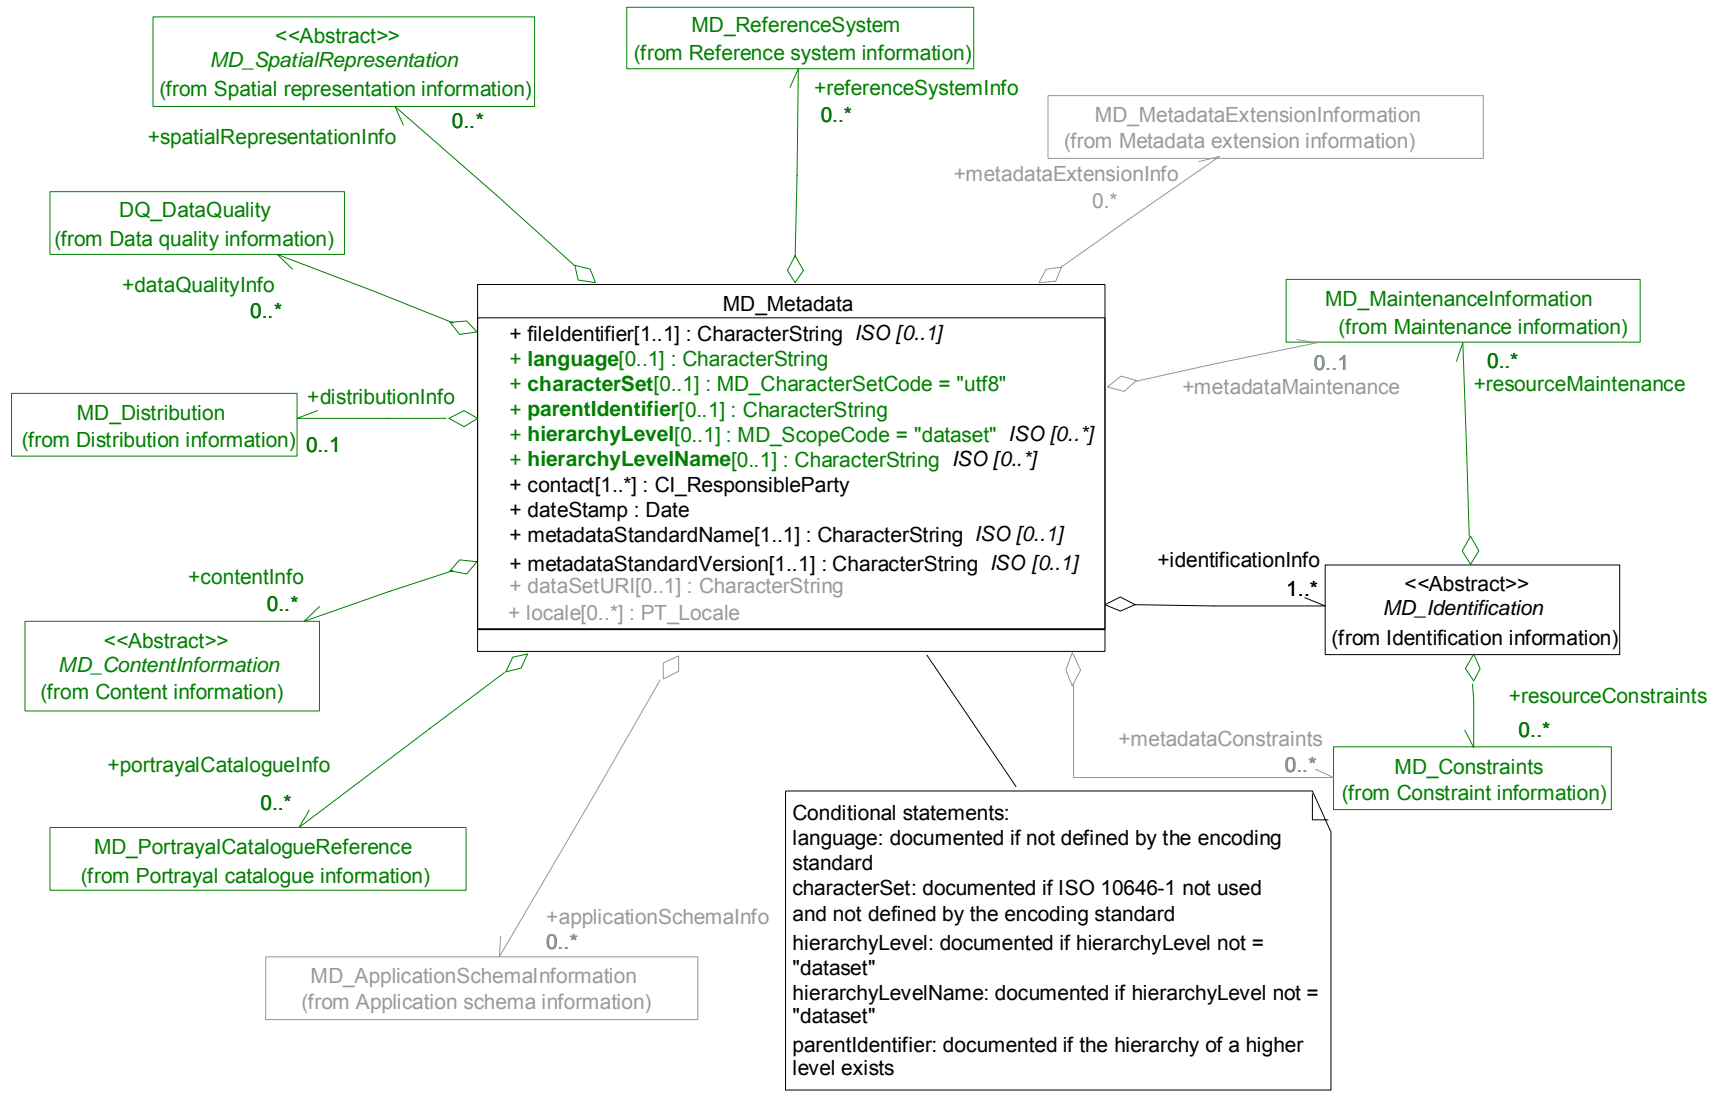 <<Abstract>>
MD_SpatialRepresentation
(from Spatial representation information)
0..*
+spatialRepresentationInfo
MD_ReferenceSystem
(from Reference system information)
+referenceSystemInfo
0..*
MD_MetadataExtensionInformation
(from Metadata extension information)
+metadataExtensionInfo
0.*
DQ_DataQuality
(from Data quality information)
+dataQualityInfo
0..*
MD_MaintenanceInformation
(from Maintenance information)
0..1
+metadataMaintenance
0..*
+resourceMaintenance
MD_Distribution
(from Distribution information)
+distributionInfo
0..1
MD_Metadata
+ fileIdentifier[1..1] : CharacterString ISO [0..1]
+ language[0..1] : CharacterString
+ characterSet[0..1] : MD_CharacterSetCode = "utf8"
+ parentIdentifier[0..1] : CharacterString
+ hierarchyLevel[0..1] : MD_ScopeCode = "dataset" ISO [0..*]
+ hierarchyLevelName[0..1] : CharacterString ISO [0..*]
+ contact[1..*] : CI_ResponsibleParty
+ dateStamp : Date
+ metadataStandardName[1..1] : CharacterString ISO [0..1]
+ metadataStandardVersion[1..1] : CharacterString ISO [0..1]
+ dataSetURI[0..1] : CharacterString
+ locale[0..*] : PT_Locale
+identificationInfo
1..*
<<Abstract>>
MD_Identification
(from Identification information)
+contentInfo
0..*
<<Abstract>>
MD_ContentInformation
(from Content information)
+resourceConstraints
0..*
+metadataConstraints
0..*
MD_Constraints
(from Constraint information)
+portrayalCatalogueInfo
0..*
MD_PortrayalCatalogueReference
(from Portrayal catalogue information)
+applicationSchemaInfo
0..*
MD_ApplicationSchemaInformation
(from Application schema information)
Conditional statements:
language: documented if not defined by the encoding
standard
characterSet: documented if ISO 10646-1 not used
and not defined by the encoding standard
hierarchyLevel: documented if hierarchyLevel not =
"dataset"
hierarchyLevelName: documented if hierarchyLevel not =
"dataset"
parentIdentifier: documented if the hierarchy of a higher
level exists